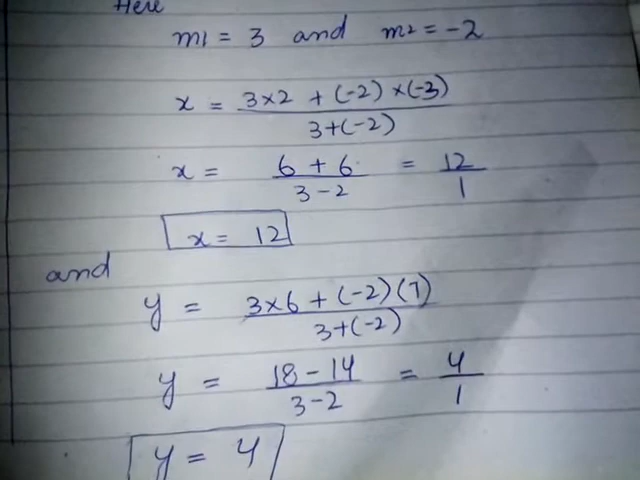 Here
m1 = 3 and m2 = -2
x = 3×2 + (-2) ×(-3)
3+(-2)
x = 6 + 6 = 12
3 - 2 1
x = 12
and
y = 3×6 + (-2)(7)
3+(-2)
y = 18 - 14 = 4
3 - 2 1
y = 4